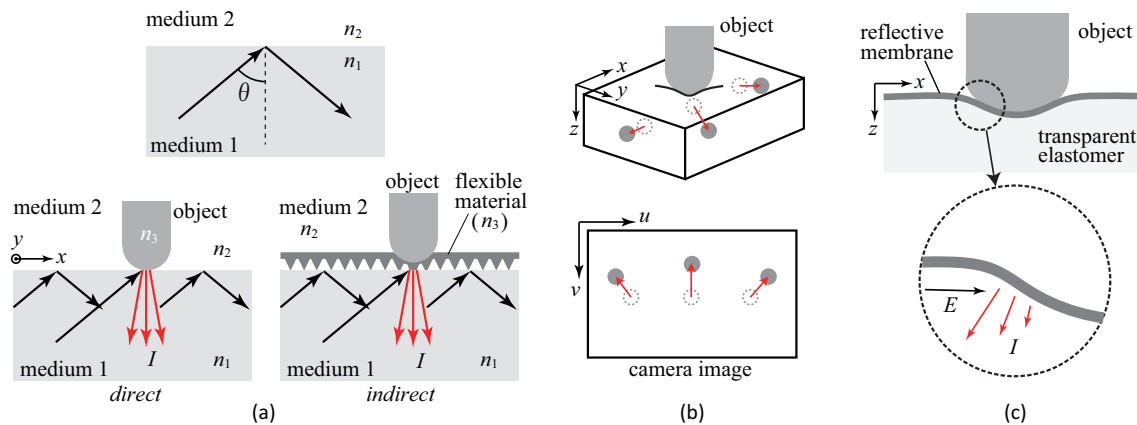 medium 2
n₂
n₁
θ
medium 1
medium 2
object
n₃
n₂
y
x
medium 1
I
n₁
direct
medium 2
object
flexible
material
(n₃)
n₂
medium 1
I
n₁
indirect
(a)
object
x
y
z
u
v
camera image
(b)
reflective
membrane
object
x
z
transparent
elastomer
E
I
(c)